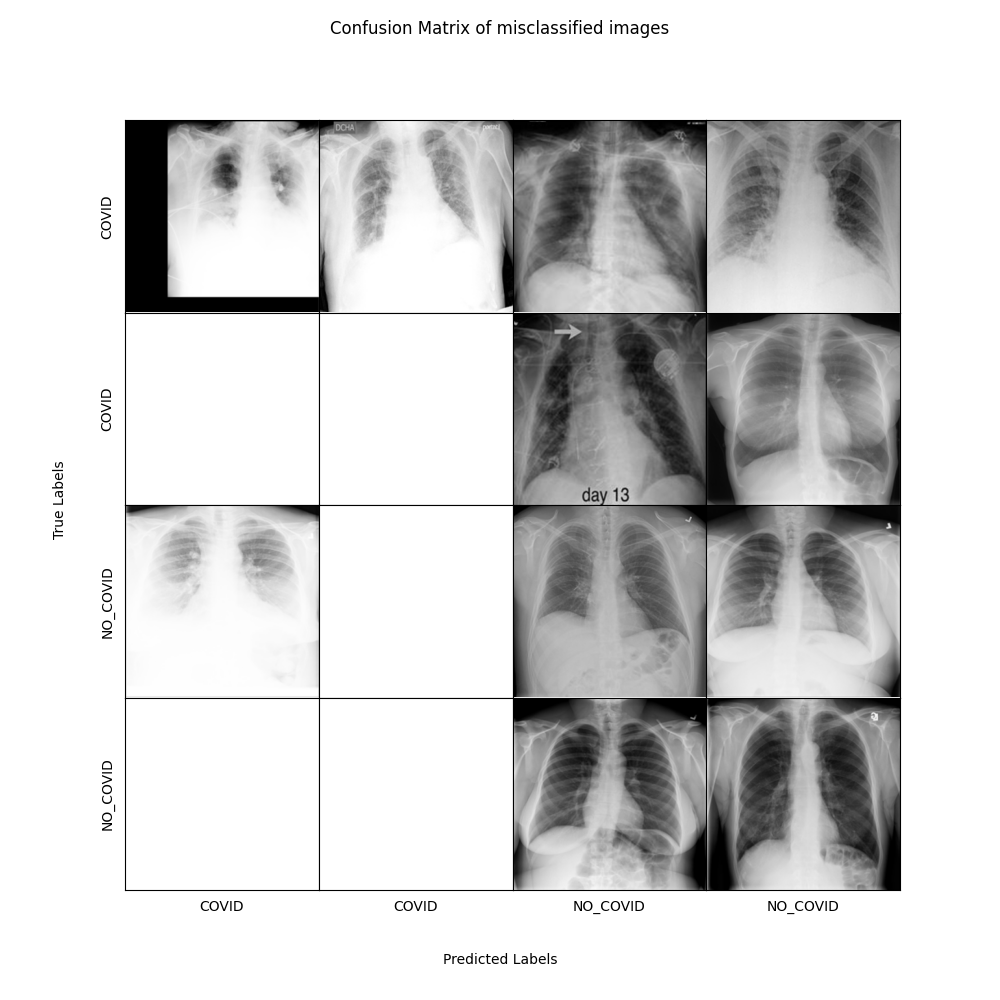 Confusion Matrix of misclassified images
COVID
DCHA
COVID
day 13
True Labels
NO_COVID
NO_COVID
COVID
COVID
NO_COVID
NO_COVID
Predicted Labels